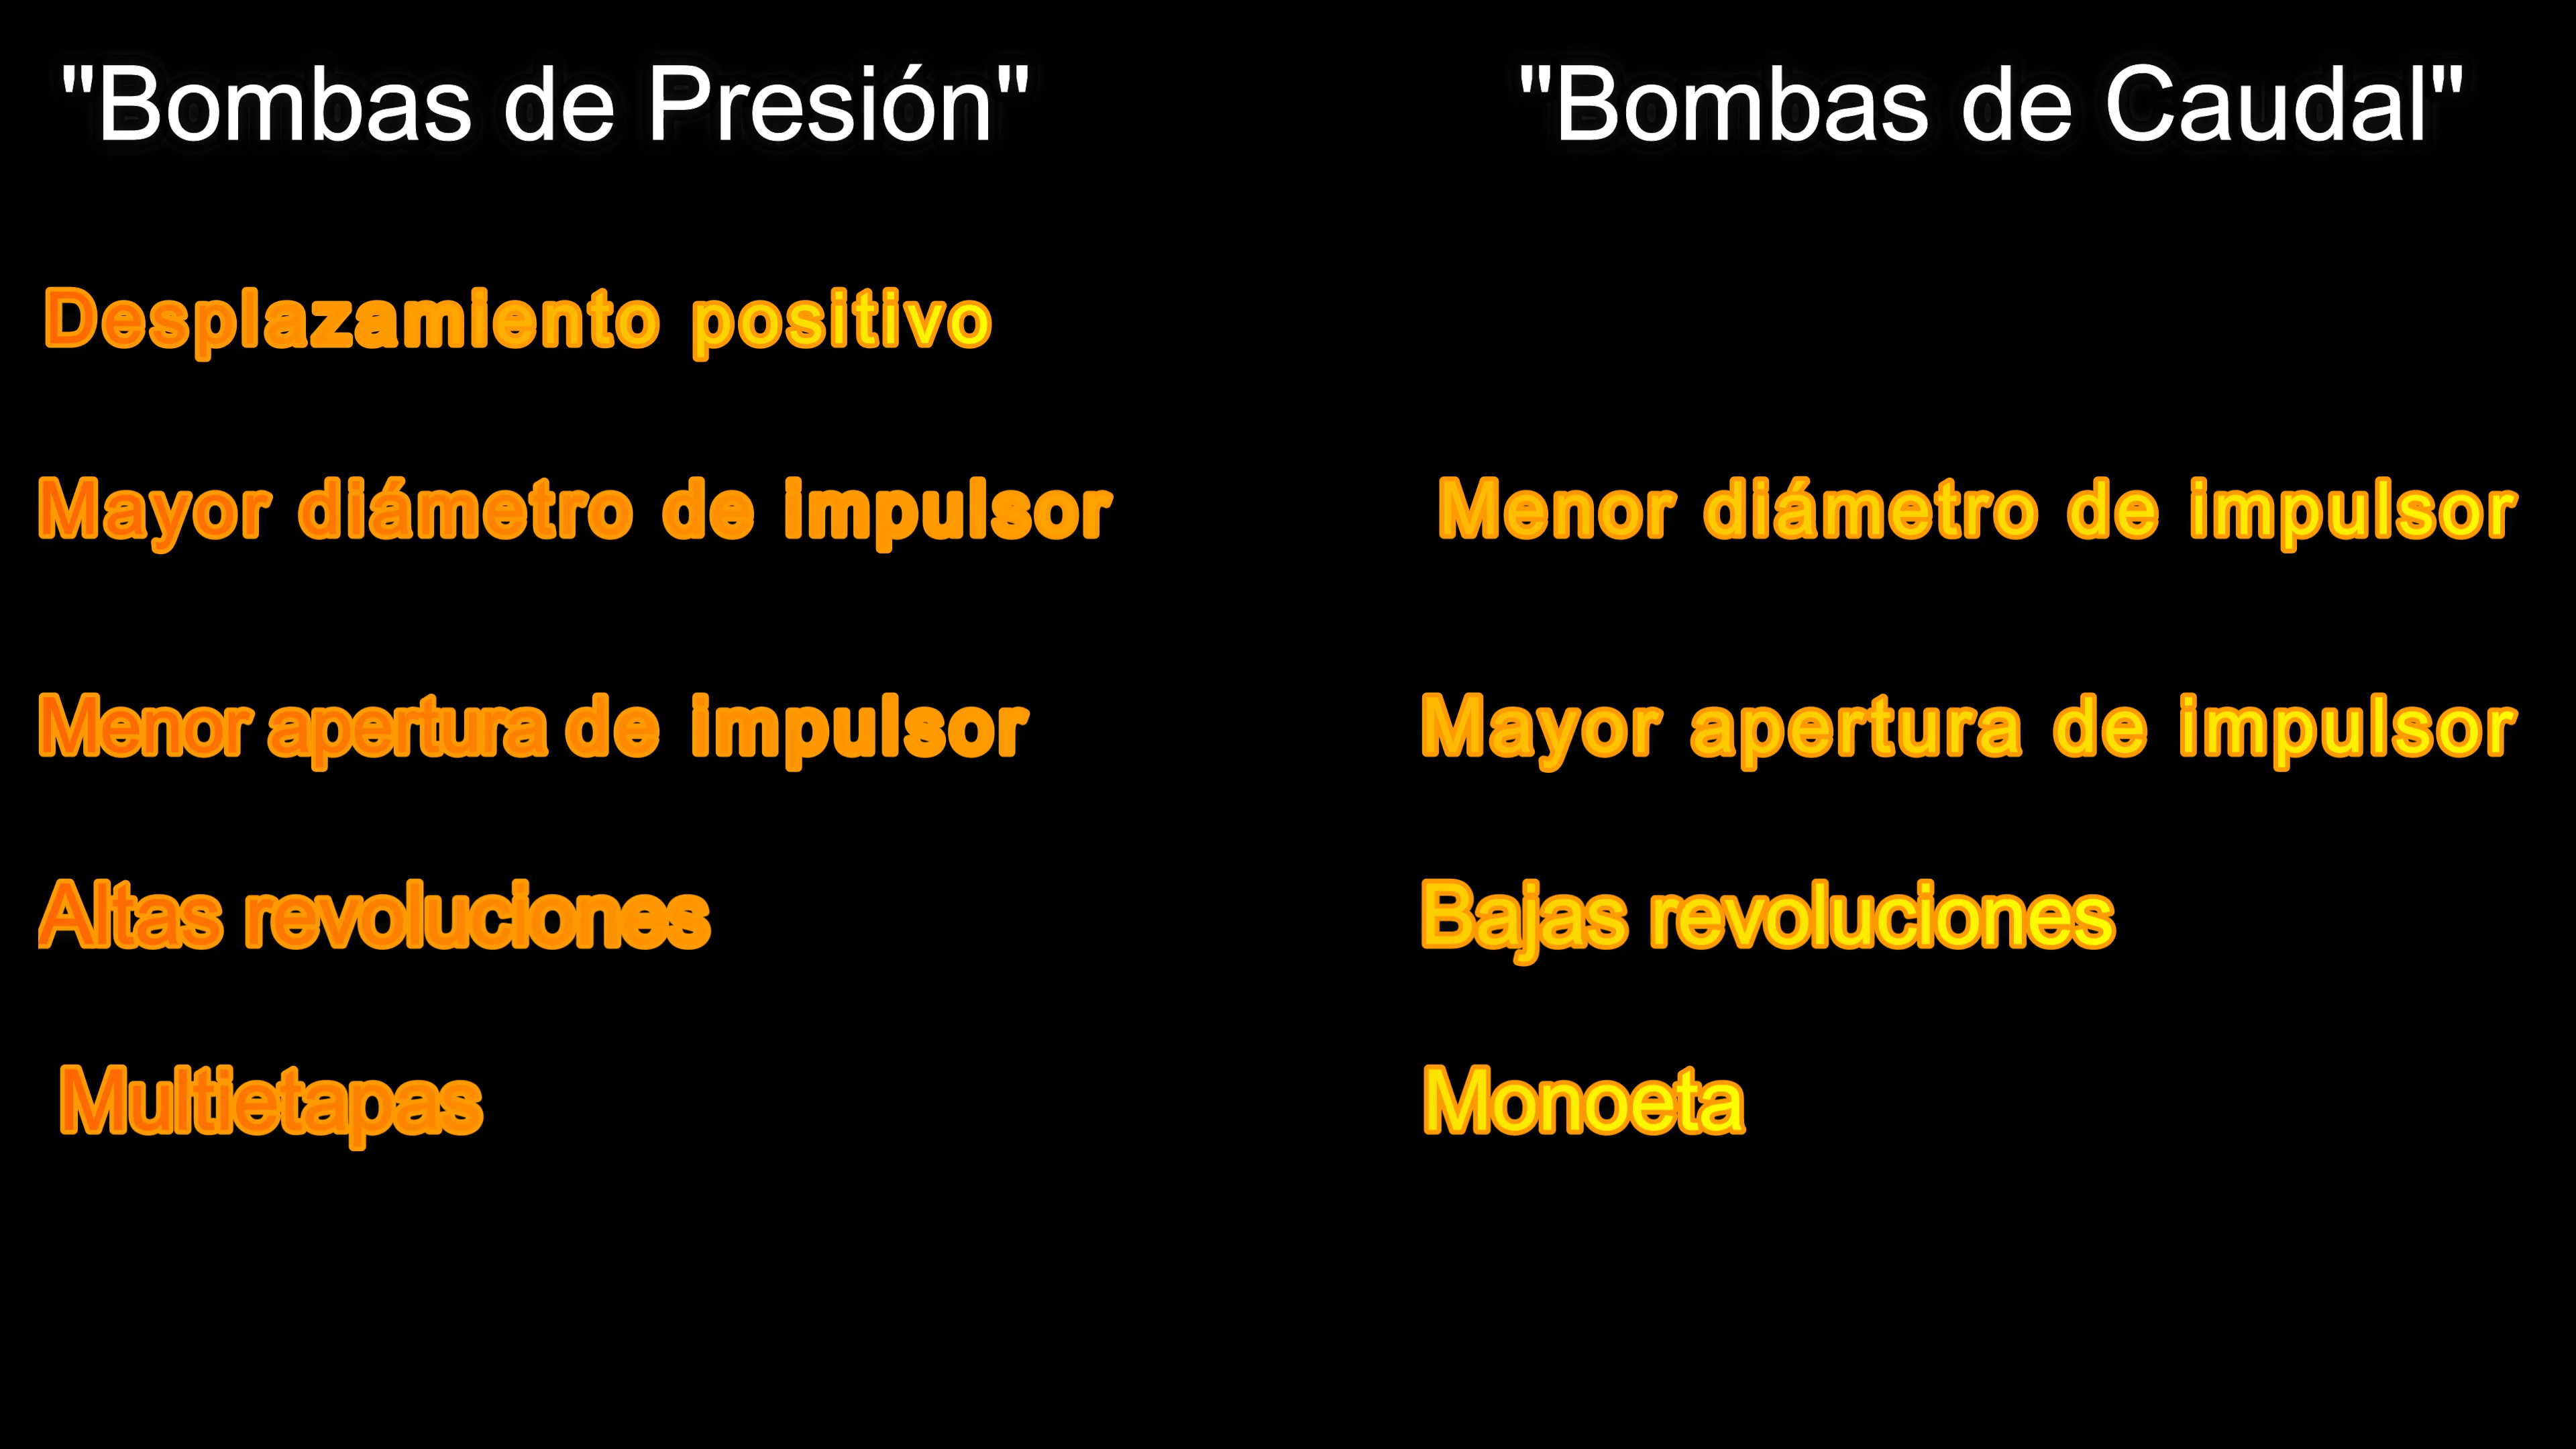 "Bombas de Presión"
"Bombas de Caudal"
Desplazamiento positivo
Mayor diámetro de impulsor
Menor diámetro de impulsor
Menor apertura de impulsor
Mayor apertura de impulsor
Altas revoluciones
Bajas revoluciones
Multietapas
Monoeta